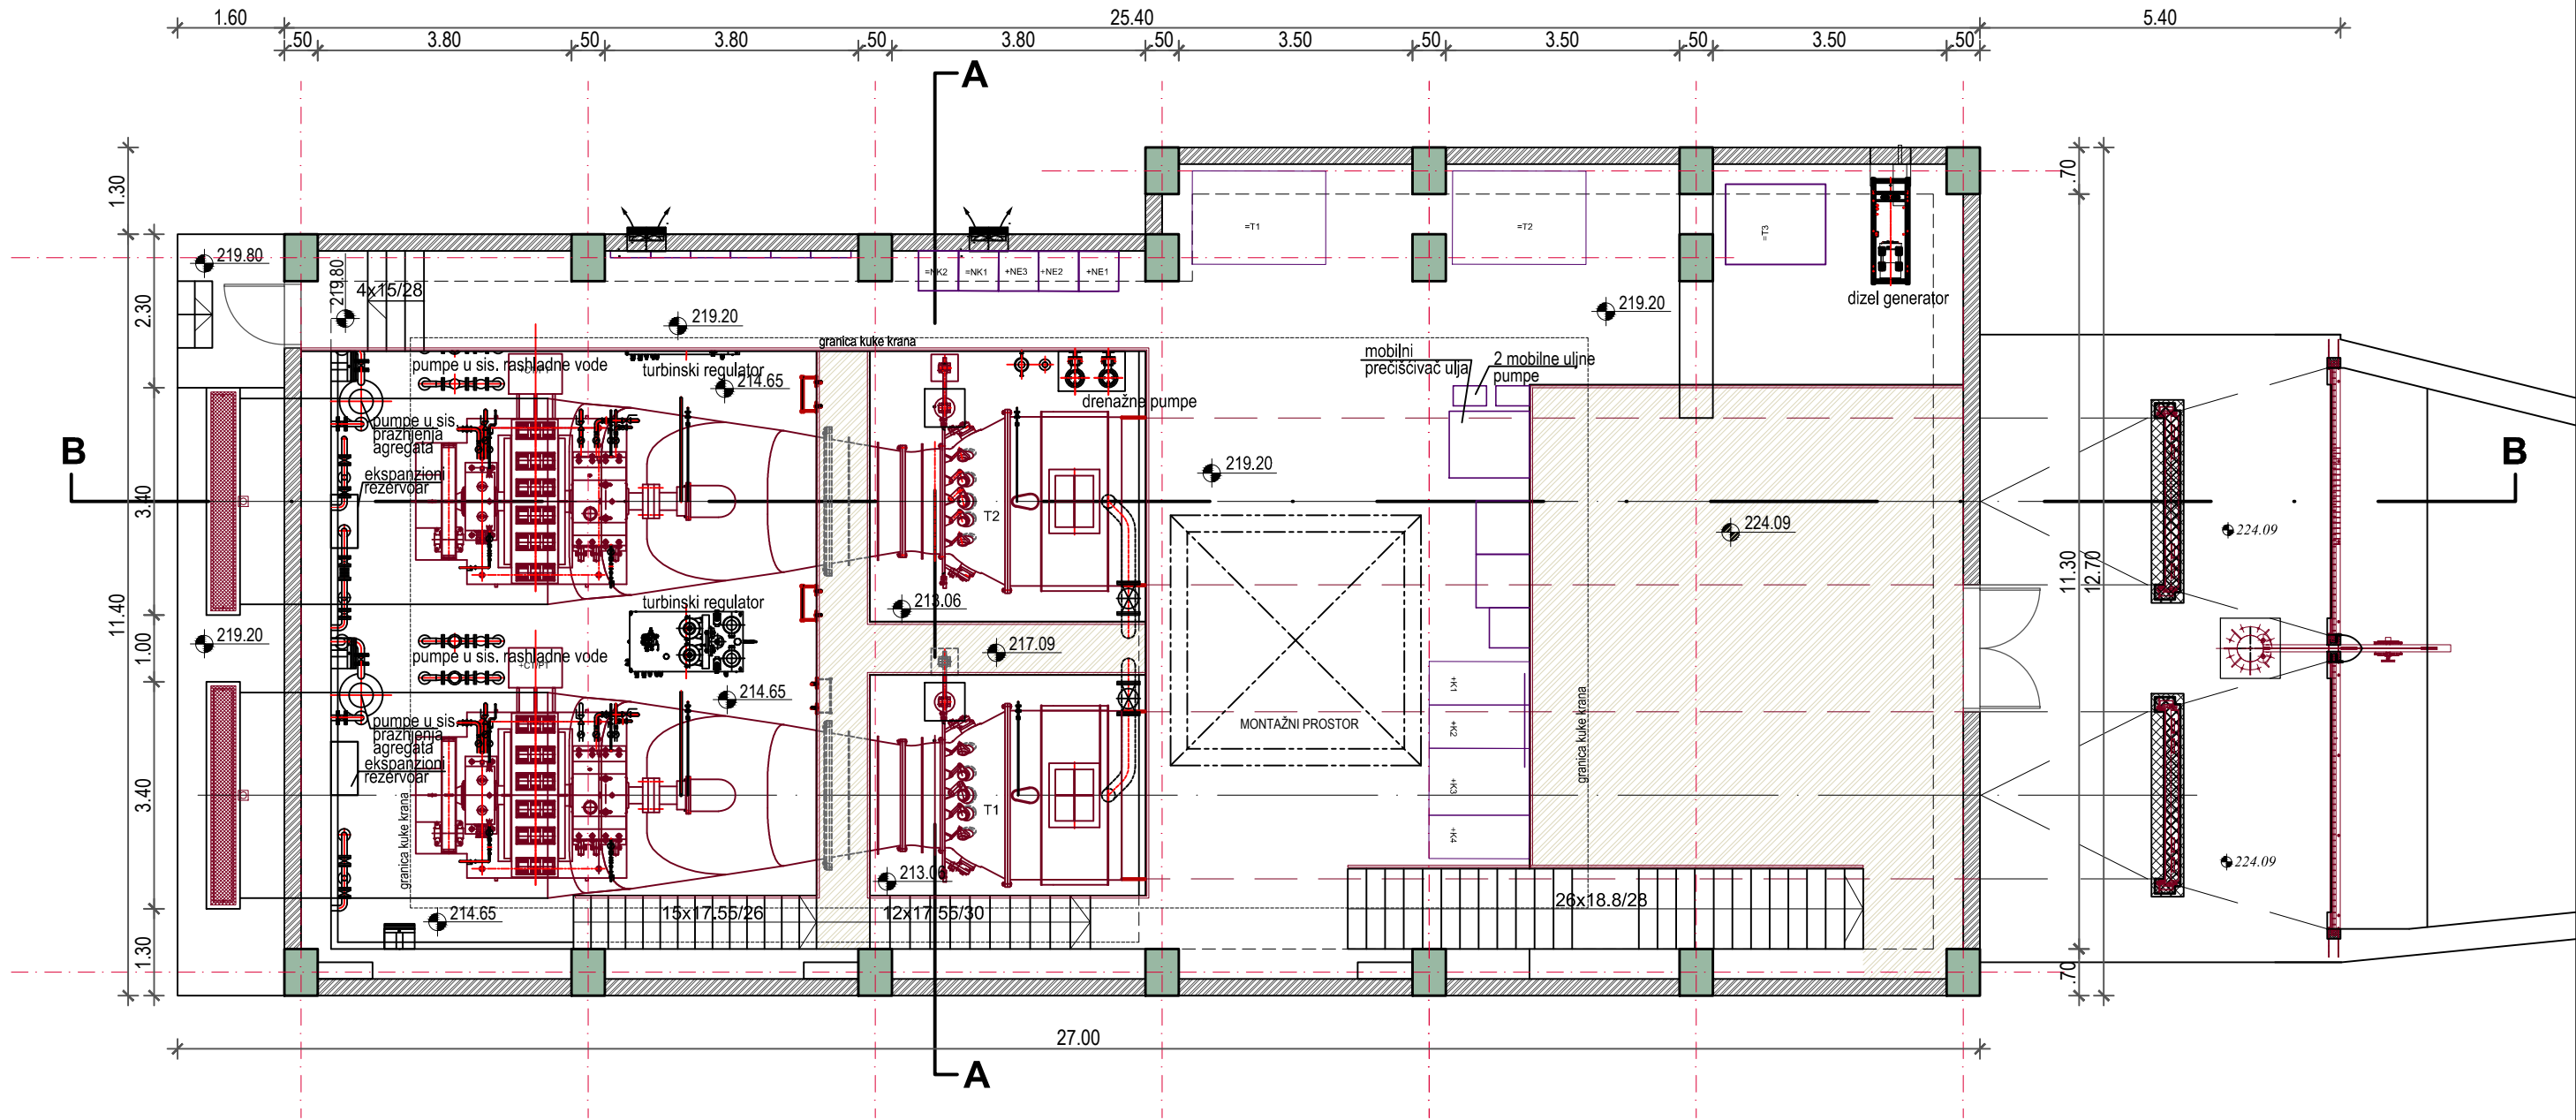 1.60
25.40
5.40
.50
3.80
.50
3.80
.50
3.80
.50
3.50
.50
3.50
.50
3.50
.50
A
1.30
.70
=T1
=T2
=T3
219.80
219.80
4x15/28
=NK2
=NK1
+NE3
+NE2
+NE1
dizel generator
2.30
219.20
219.20
granica kuke krana
pumpe u sis. rashladne vode
turbinski regulator
214.65
mobilni
prečišćivač ulja
2 mobilne uljne
pumpe
drenažne pumpe
pumpe u sis.
pražnjenja
agregata
B
B
ekspanzioni
rezervoar
219.20
3.40
T2
224.09
224.09
11.30
12.70
11.40
turbinski regulator
213.06
1.00
219.20
217.09
pumpe u sis. rashladne vode
214.65
+K1
+K2
+K3
+K4
granica kuke krana
MONTAŽNI PROSTOR
pumpe u sis.
pražnjenja
agregata
ekspanzioni
rezervoar
3.40
granica kuke krana
T1
213.06
224.09
214.65
15x17.55/26
12x17.55/30
26x18.8/28
1.30
.70
27.00
A